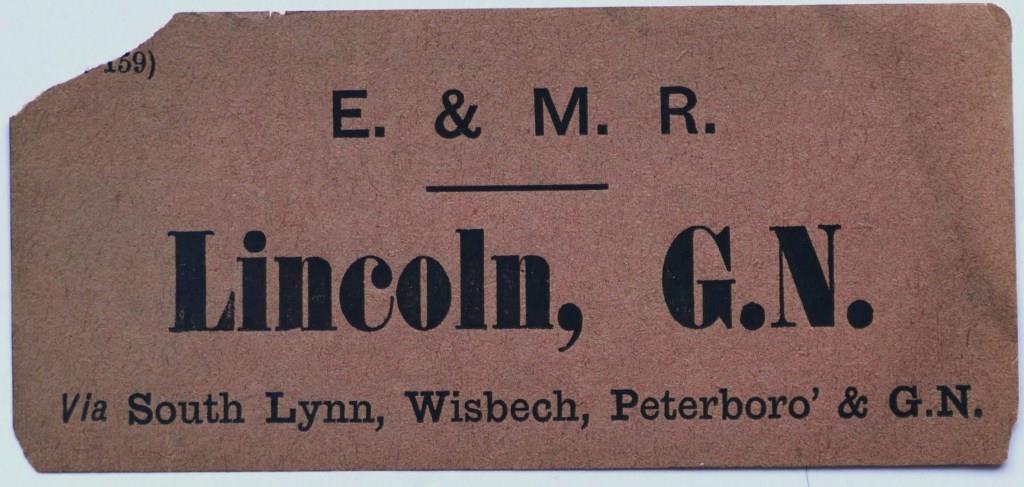 159)
E. & M. R.
Lincoln, G.N.
Via South Lynn, Wisbech, Peterboro' & G.N.